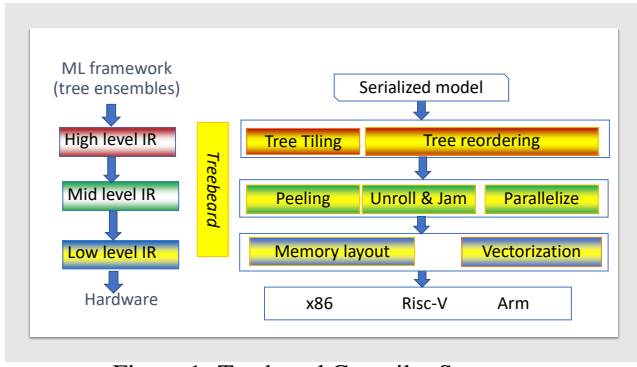 ML framework
(tree ensembles)
High level IR
Mid level IR
Low level IR
Hardware
Treebeard
Serialized model
Tree Tiling Tree reordering
Peeling Unroll & Jam Parallelize
Memory layout Vectorization
x86 Risc-V Arm